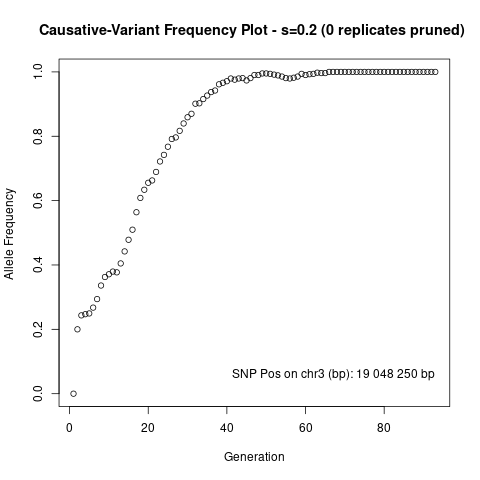 Causative-Variant Frequency Plot - s=0.2 (0 replicates pruned)
Allele Frequency
1.0
0.8
0.6
0.4
0.2
0.0
SNP Pos on chr3 (bp): 19 048 250 bp
0 20 40 60 80
Generation